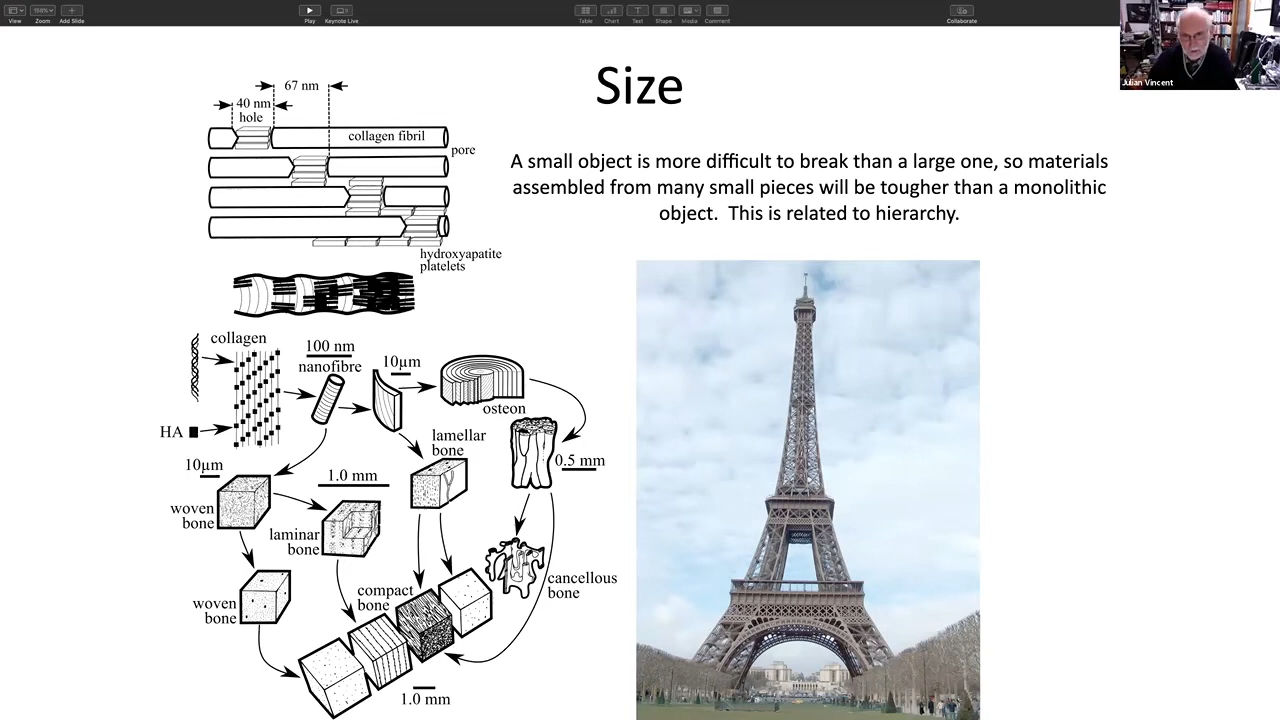 View
Zoom
Add Slide
Play
Keynote Live
Table
Chart
Text
Shape
Media
Comment
Collaborate
Julian Vincent
Size
A small object is more difficult to break than a large one, so materials
assembled from many small pieces will be tougher than a monolithic
object. This is related to hierarchy.
67 nm
40 nm
hole
collagen fibril
pore
hydroxyapatite
platelets
collagen
100 nm
nanofibre
10µm
osteon
HA
lamellar
bone
0.5 mm
10µm
1.0 mm
woven
bone
laminar
bone
cancellous
bone
compact
bone
woven
bone
1.0 mm